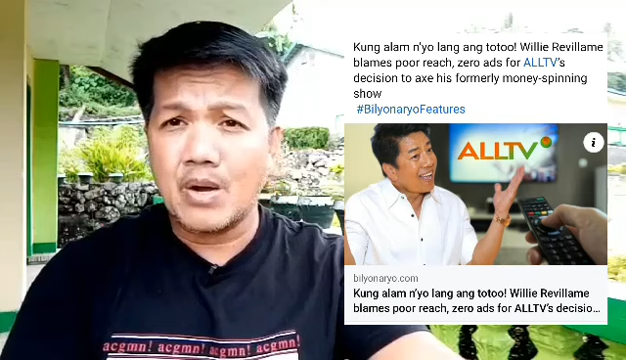 Kung alam n'yo lang ang totoo! Willie Revillame
blames poor reach, zero ads for ALLTV's
decision to axe his formerly money-spinning
show
#BilyonaryoFeatures
ALLTV
i
bilyonaryo.com
Kung alam n'yo lang ang totoo! Willie Revillame
blames poor reach, zero ads for ALLTV's decisio...
acgmn! acgmn! acgmn! acgmn!